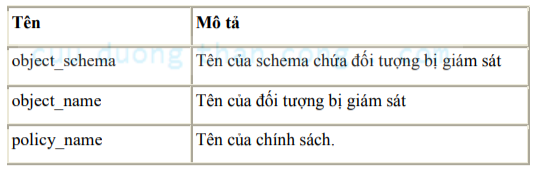 Tên Mô tả
object_schema Tên của schema chứa đối tượng bị giám sát
object_name Tên của đối tượng bị giám sát
policy_name Tên của chính sách.